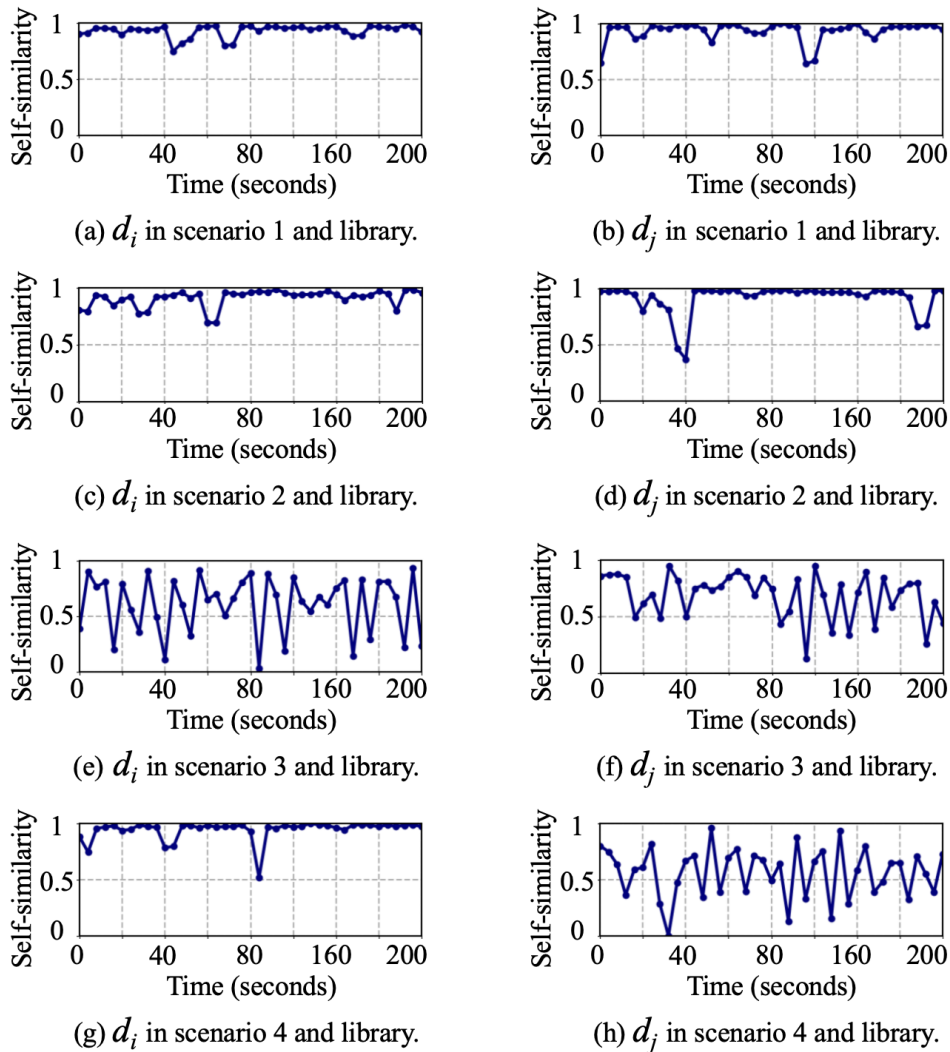 1
0.5
0
Self-similarity
0 40 80 160 200
Time (seconds)
(a) d_i in scenario 1 and library.
1
0.5
0
Self-similarity
0 40 80 160 200
Time (seconds)
(b) d_j in scenario 1 and library.
1
0.5
0
Self-similarity
0 40 80 160 200
Time (seconds)
(c) d_i in scenario 2 and library.
1
0.5
0
Self-similarity
0 40 80 160 200
Time (seconds)
(d) d_j in scenario 2 and library.
1
0.5
0
Self-similarity
0 40 80 160 200
Time (seconds)
(e) d_i in scenario 3 and library.
1
0.5
0
Self-similarity
0 40 80 160 200
Time (seconds)
(f) d_j in scenario 3 and library.
1
0.5
0
Self-similarity
0 40 80 160 200
Time (seconds)
(g) d_i in scenario 4 and library.
1
0.5
0
Self-similarity
0 40 80 160 200
Time (seconds)
(h) d_j in scenario 4 and library.